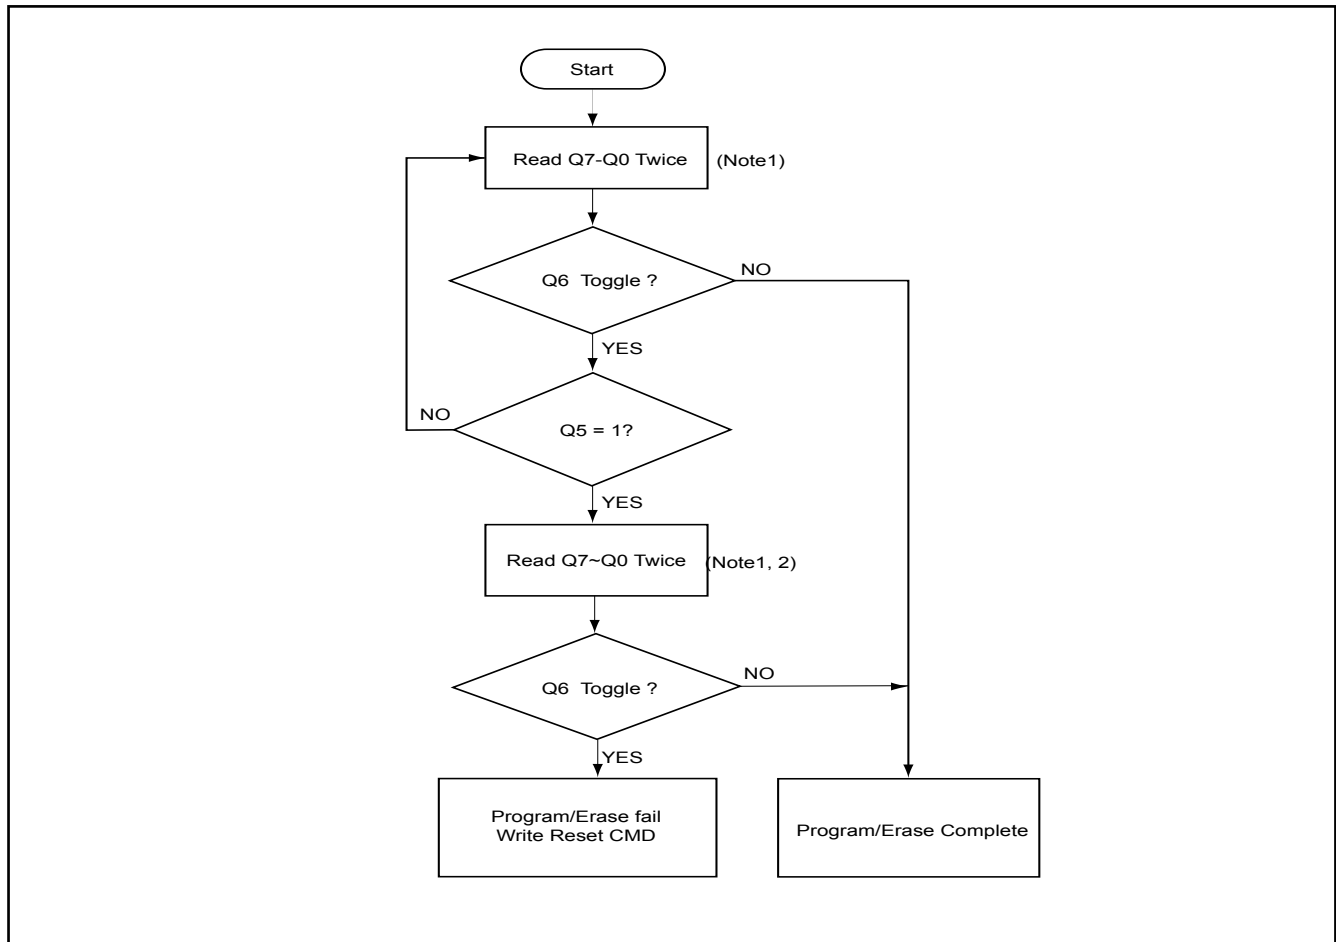 Start
Read Q7-Q0 Twice
(Note1)
Q6 Toggle ?
NO
YES
NO
Q5 = 1?
YES
Read Q7~Q0 Twice
(Note1, 2)
Q6 Toggle ?
NO
YES
Program/Erase fail
Write Reset CMD
Program/Erase Complete